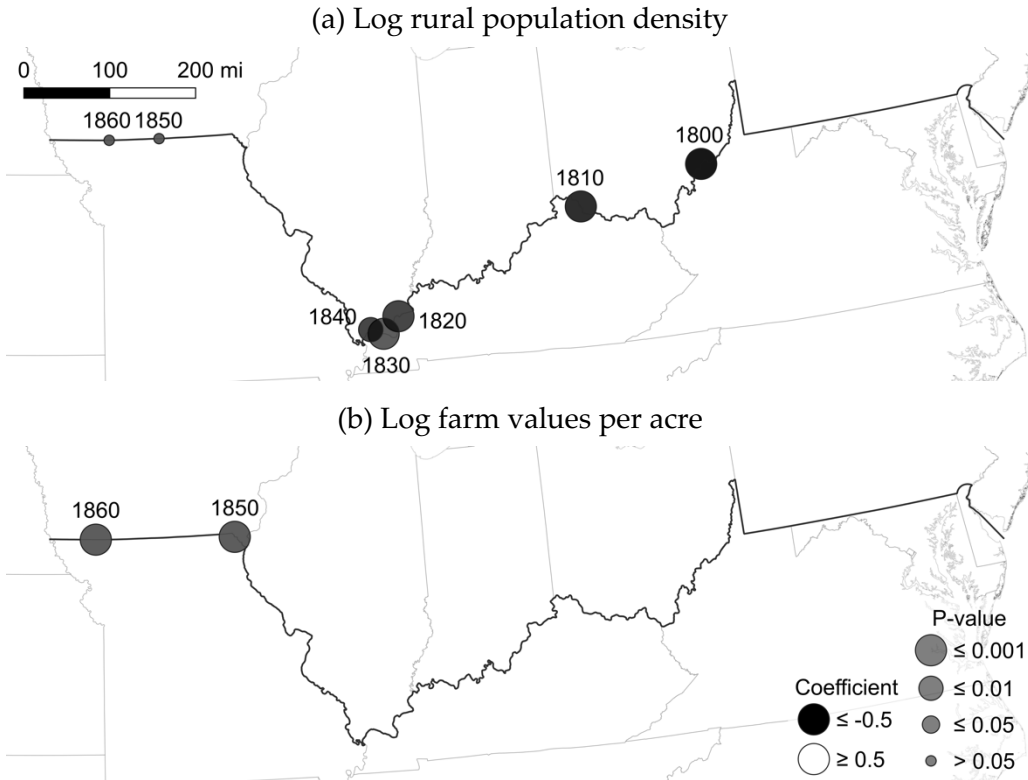 (a) Log rural population density
0 100 200 mi
1860 1850
1800
1810
1840 1820
1830
(b) Log farm values per acre
1860 1850
P-value
≤ 0.001
Coefficient ≤ 0.01
≤ -0.5 ≤ 0.05
≥ 0.5 > 0.05